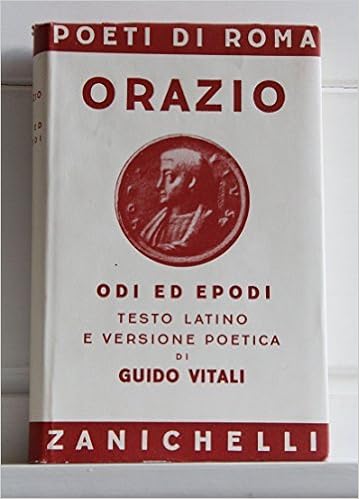 POETI DI ROMA
ORAZIO
ODI ED EPODI
TESTO LATINO
E VERSIONE POETICA
DI
GUIDO VITALI
ZANICHELLI